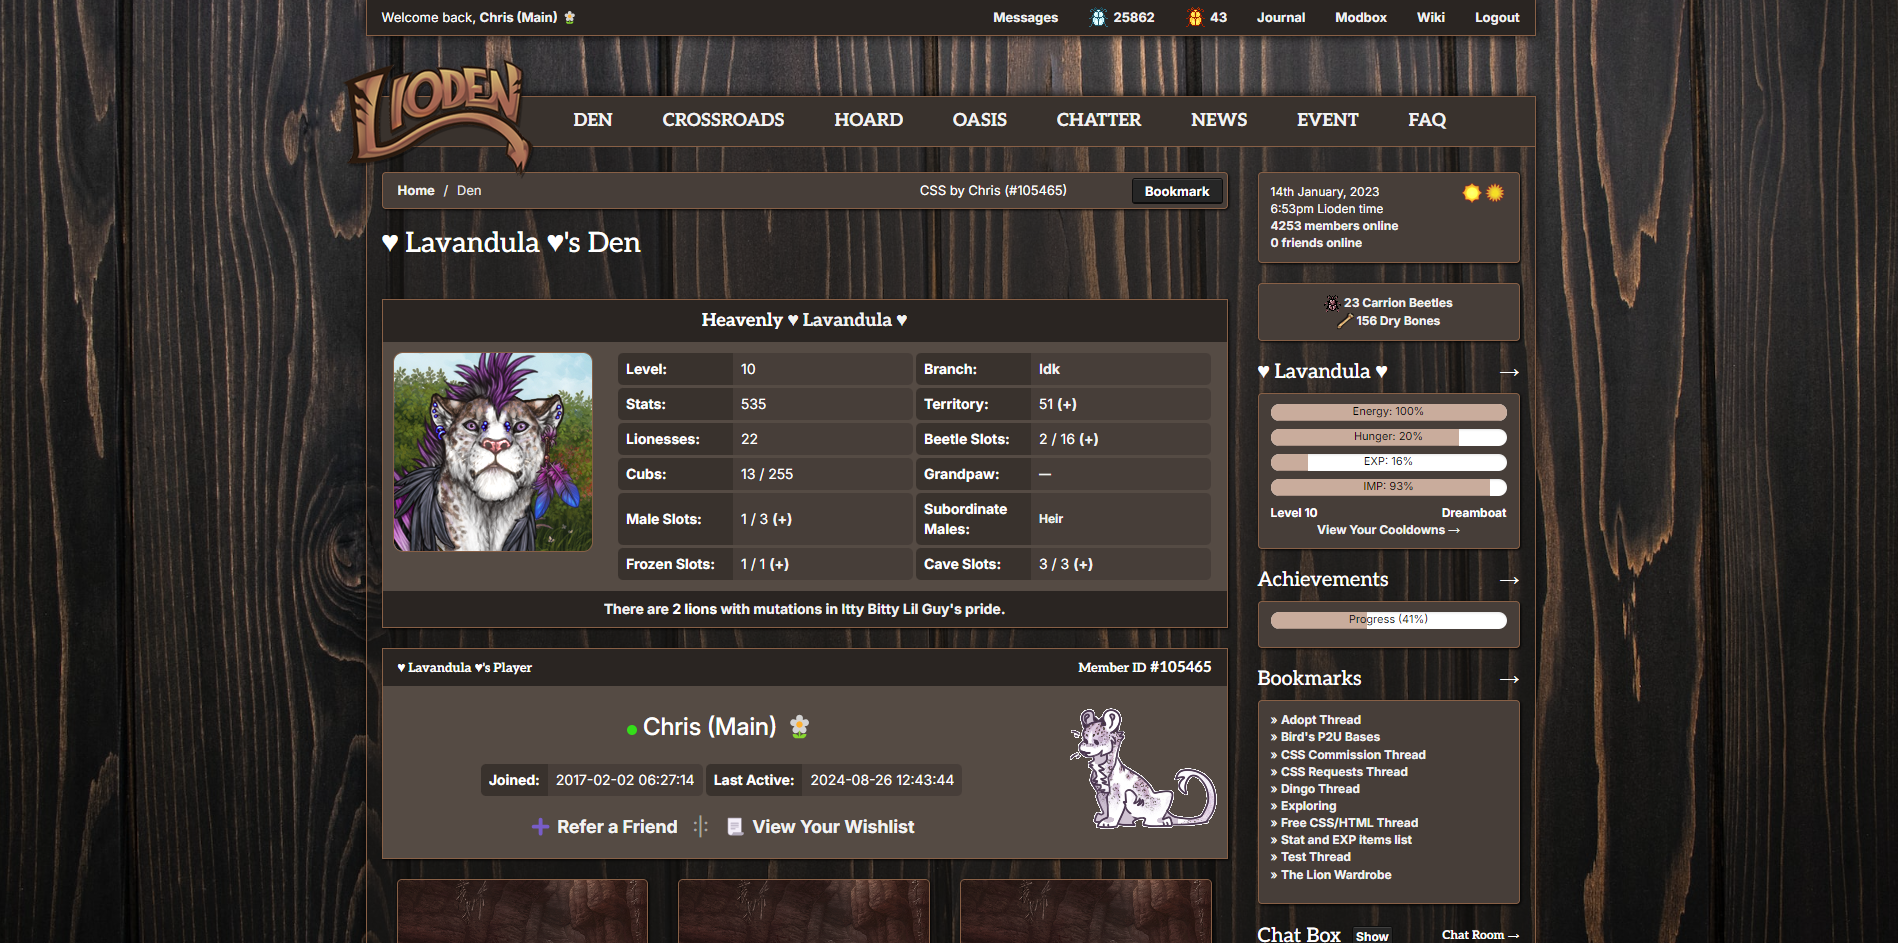 Welcome back, Chris (Main)
Messages 25862 43 Journal Modbox Wiki Logout
LIODEN
DEN CROSSROADS HOARD OASIS CHATTER NEWS EVENT FAQ
Home / Den CSS by Chris (#105465) Bookmark
♥ Lavandula ♥'s Den
Heavenly ♥ Lavandula ♥
Level: 10 Branch: Idk
Stats: 535 Territory: 51 (+)
Lionesses: 22 Beetle Slots: 2 / 16 (+)
Cubs: 13 / 255 Grandpaw: —
Male Slots: 1 / 3 (+) Subordinate Males: Heir
Frozen Slots: 1 / 1 (+) Cave Slots: 3 / 3 (+)
There are 2 lions with mutations in Itty Bitty Lil Guy's pride.
♥ Lavandula ♥'s Player Member ID #105465
Chris (Main)
Joined: 2017-02-02 06:27:14 Last Active: 2024-08-26 12:43:44
Refer a Friend View Your Wishlist
14th January, 2023
6:53pm Lioden time
4253 members online
0 friends online
23 Carrion Beetles
156 Dry Bones
♥ Lavandula ♥ →
Energy: 100%
Hunger: 20%
EXP: 16%
IMP: 93%
Level 10 Dreamboat
View Your Cooldowns →
Achievements →
Progress (41%)
Bookmarks →
» Adopt Thread
» Bird's P2U Bases
» CSS Commission Thread
» CSS Requests Thread
» Dingo Thread
» Exploring
» Free CSS/HTML Thread
» Stat and EXP items list
» Test Thread
» The Lion Wardrobe
Chat Box Show Chat Room →